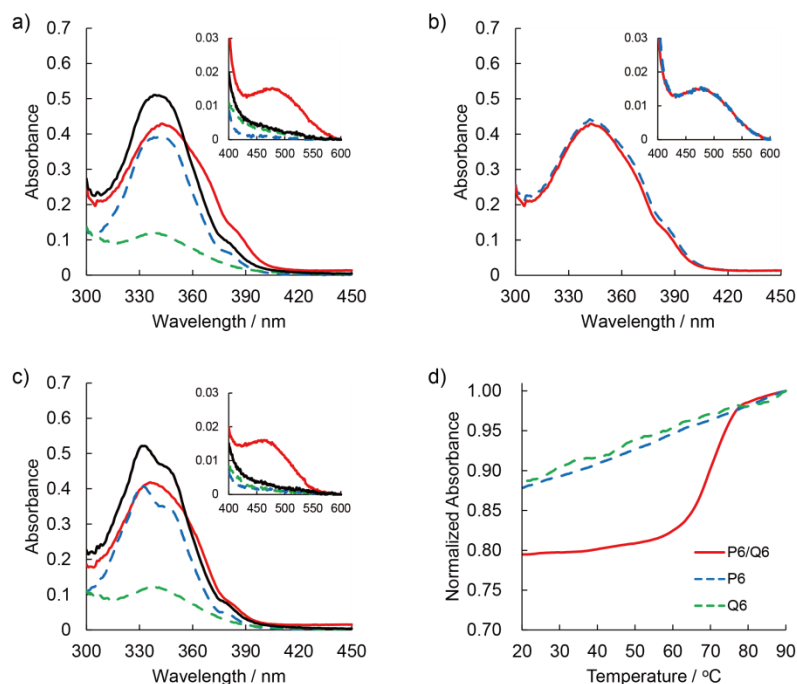 a)
0.7
0.6
0.5
0.4
0.3
0.2
0.1
0
Absorbance
300 330 360 390 420 450
Wavelength / nm
0.03
0.02
0.01
0
400 450 500 550 600
b)
0.7
0.6
0.5
0.4
0.3
0.2
0.1
0
Absorbance
300 330 360 390 420 450
Wavelength / nm
0.03
0.02
0.01
0
400 450 500 550 600
c)
0.7
0.6
0.5
0.4
0.3
0.2
0.1
0
Absorbance
300 330 360 390 420 450
Wavelength / nm
0.03
0.02
0.01
0
400 450 500 550 600
d)
1.00
0.95
0.90
0.85
0.80
0.75
0.70
Normalized Absorbance
20 30 40 50 60 70 80 90
Temperature / °C
P6/Q6
P6
Q6